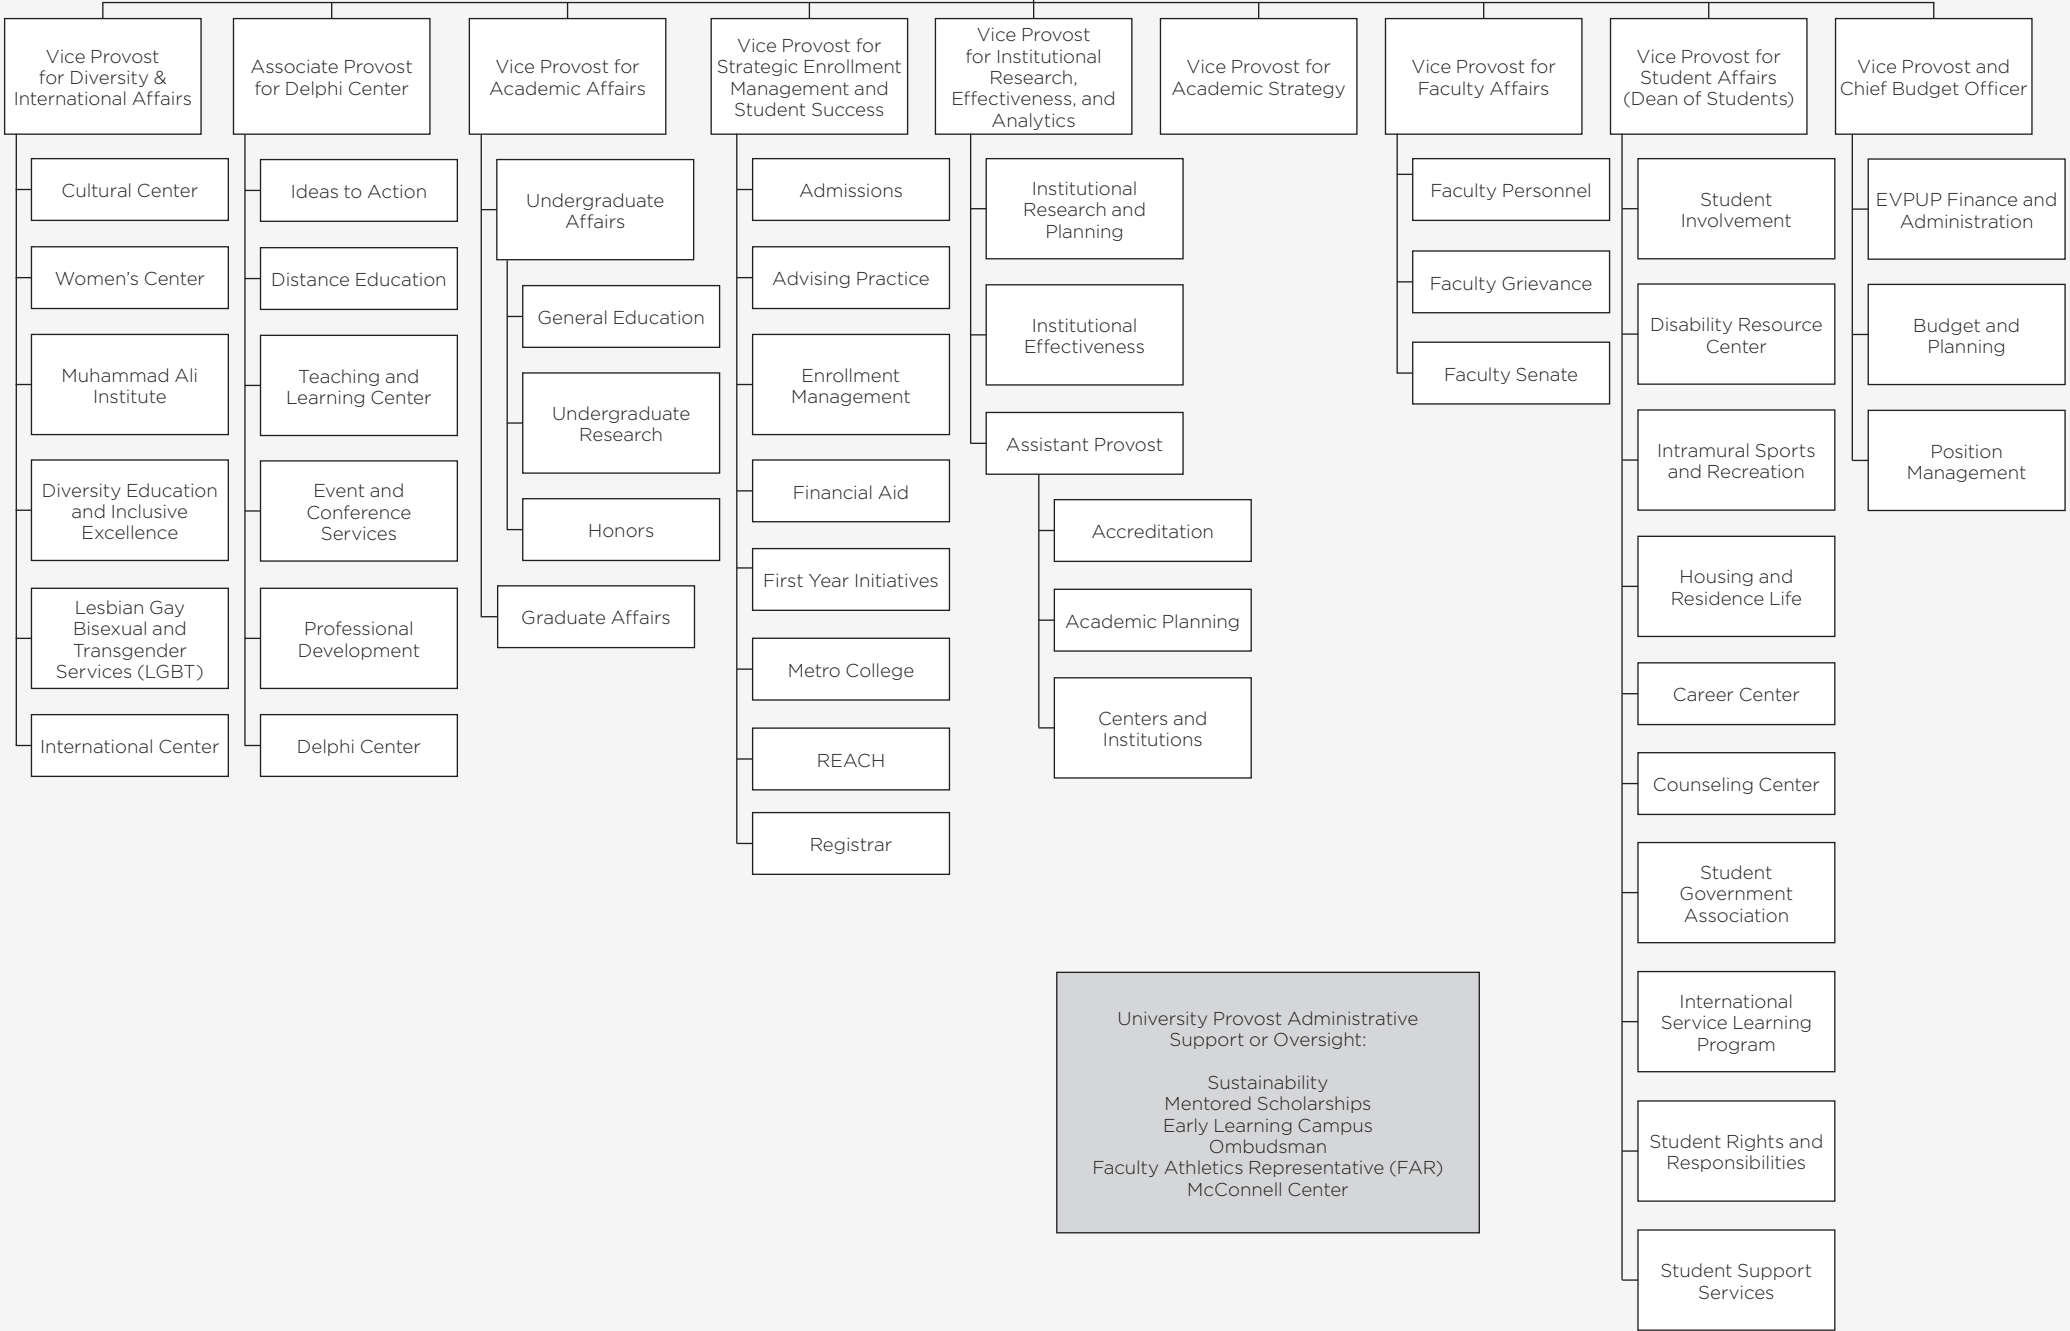 Vice Provost
for Diversity &
International Affairs
Cultural Center
Women's Center
Muhammad Ali
Institute
Diversity Education
and Inclusive
Excellence
Lesbian Gay
Bisexual and
Transgender
Services (LGBT)
International Center
Associate Provost
for Delphi Center
Ideas to Action
Distance Education
Teaching and
Learning Center
Event and
Conference
Services
Professional
Development
Delphi Center
Vice Provost for
Academic Affairs
Undergraduate
Affairs
General Education
Undergraduate
Research
Honors
Graduate Affairs
Vice Provost for
Strategic Enrollment
Management and
Student Success
Admissions
Advising Practice
Enrollment
Management
Financial Aid
First Year Initiatives
Metro College
REACH
Registrar
Vice Provost
for Institutional
Research,
Effectiveness, and
Analytics
Institutional
Research and
Planning
Institutional
Effectiveness
Assistant Provost
Accreditation
Academic Planning
Centers and
Institutions
Vice Provost for
Academic Strategy
Vice Provost for
Faculty Affairs
Faculty Personnel
Faculty Grievance
Faculty Senate
Vice Provost for
Student Affairs
(Dean of Students)
Student
Involvement
Disability Resource
Center
Intramural Sports
and Recreation
Housing and
Residence Life
Career Center
Counseling Center
Student
Government
Association
International
Service Learning
Program
Student Rights and
Responsibilities
Student Support
Services
Vice Provost and
Chief Budget Officer
EVPUP Finance and
Administration
Budget and
Planning
Position
Management
University Provost Administrative
Support or Oversight:
Sustainability
Mentored Scholarships
Early Learning Campus
Ombudsman
Faculty Athletics Representative (FAR)
McConnell Center